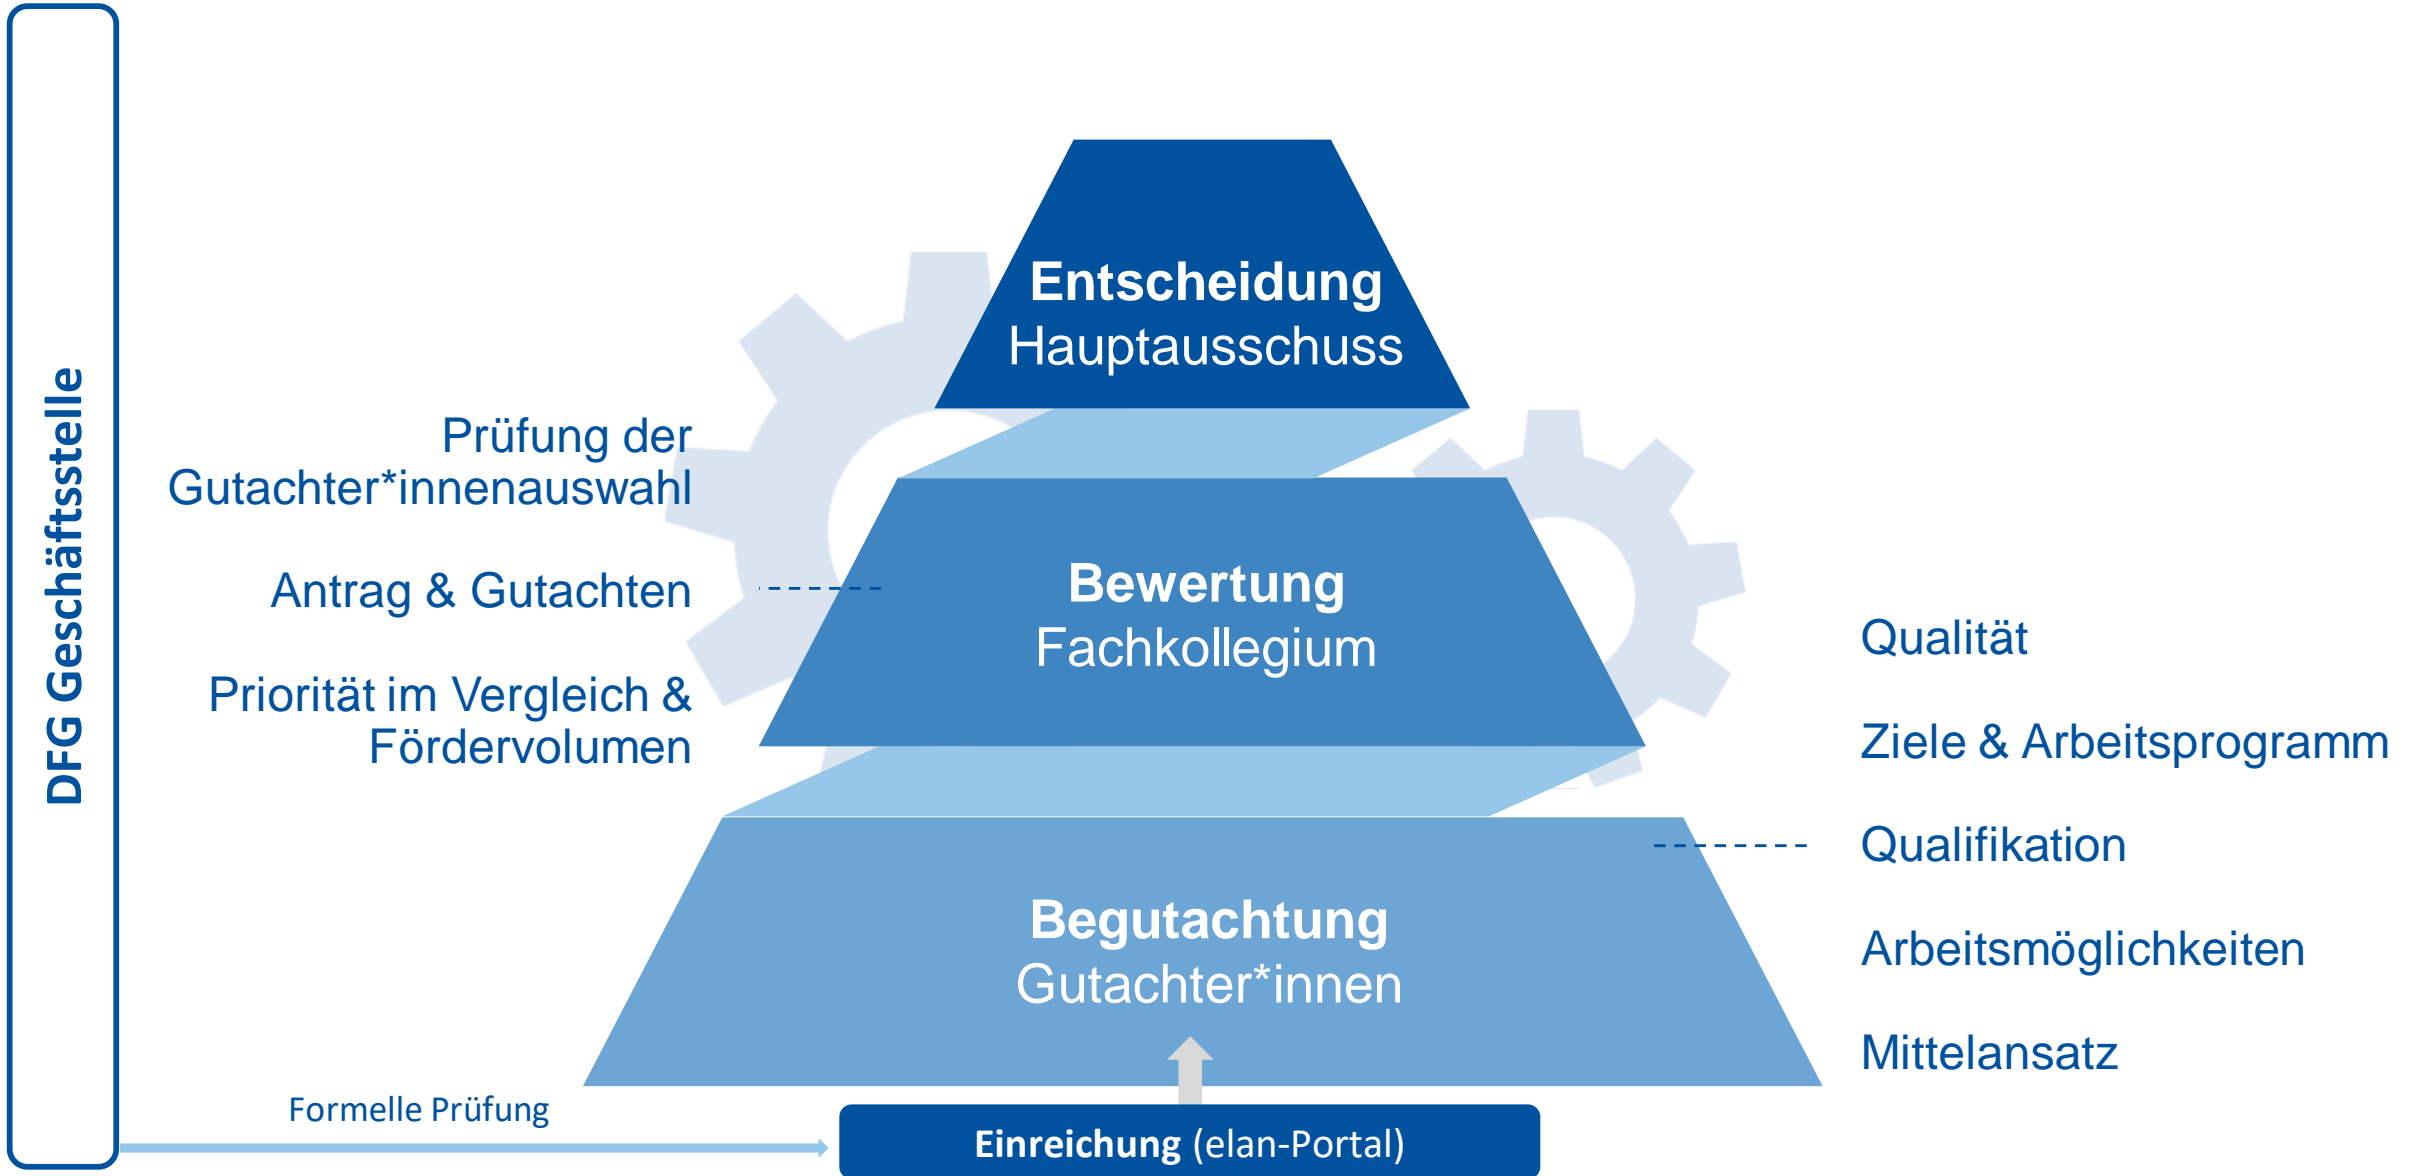 DFG Geschäftsstelle
Entscheidung
Hauptausschuss
Prüfung der
Gutachter*innenauswahl
Antrag & Gutachten
Priorität im Vergleich &
Fördervolumen
Bewertung
Fachkollegium
Qualität
Ziele & Arbeitsprogramm
Qualifikation
Arbeitsmöglichkeiten
Mittelansatz
Begutachtung
Gutachter*innen
Formelle Prüfung
Einreichung (elan-Portal)